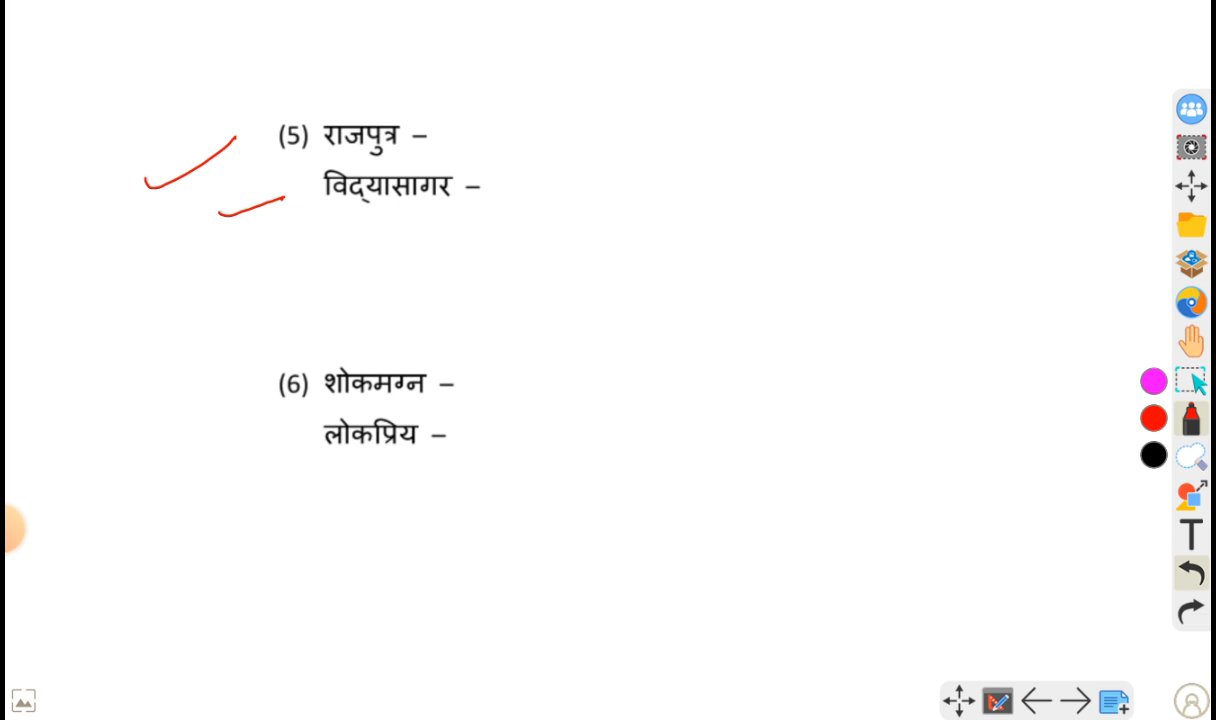 (5) राजपुत्र –
विद्‌यासागर –
(6) शोकमग्न –
लोकप्रिय –
T